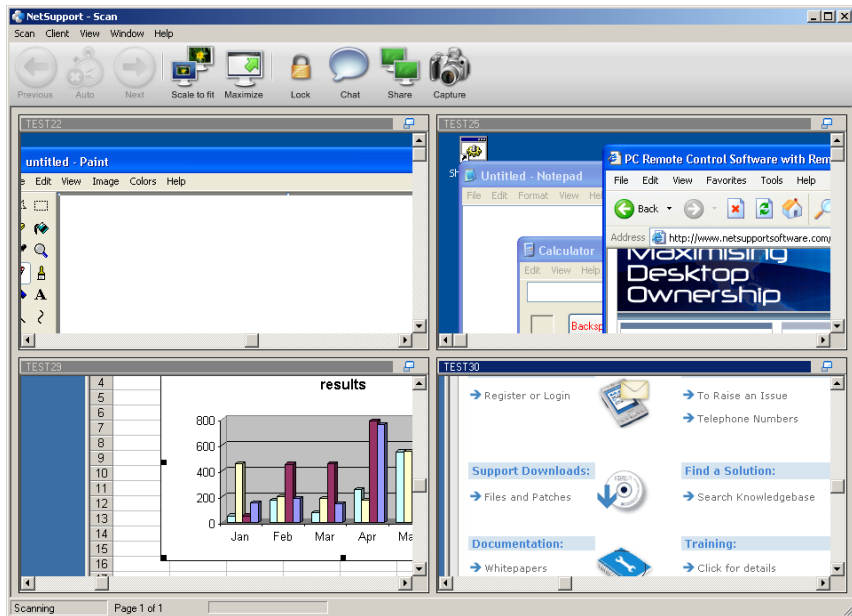 NetSupport - Scan
Scan Client View Window Help
Previous Auto Next Scale to fit Maximize Lock Chat Share Capture
TEST22
untitled - Paint
Edit View Image Colors Help
A
TEST25
Untitled - Notepad
File Edit Format View
Calculator
Edit View Help
PC Remote Control Software with
File Edit View Favorites Tools Help
Back
Address http://www.netsupportsoftware.com/
Maximising
Desktop
Ownership
TEST29
4
5
6
7
8
9
10
11
12
13
14
15
16
results
800
600
400
200
0
Jan Feb Mar Apr
TEST30
Register or Login
To Raise an Issue
Telephone Numbers
Support Downloads:
Find a Solution:
Files and Patches
Search Knowledgebase
Documentation:
Training:
Whitepapers
Click for details
Scanning Page 1 of 1